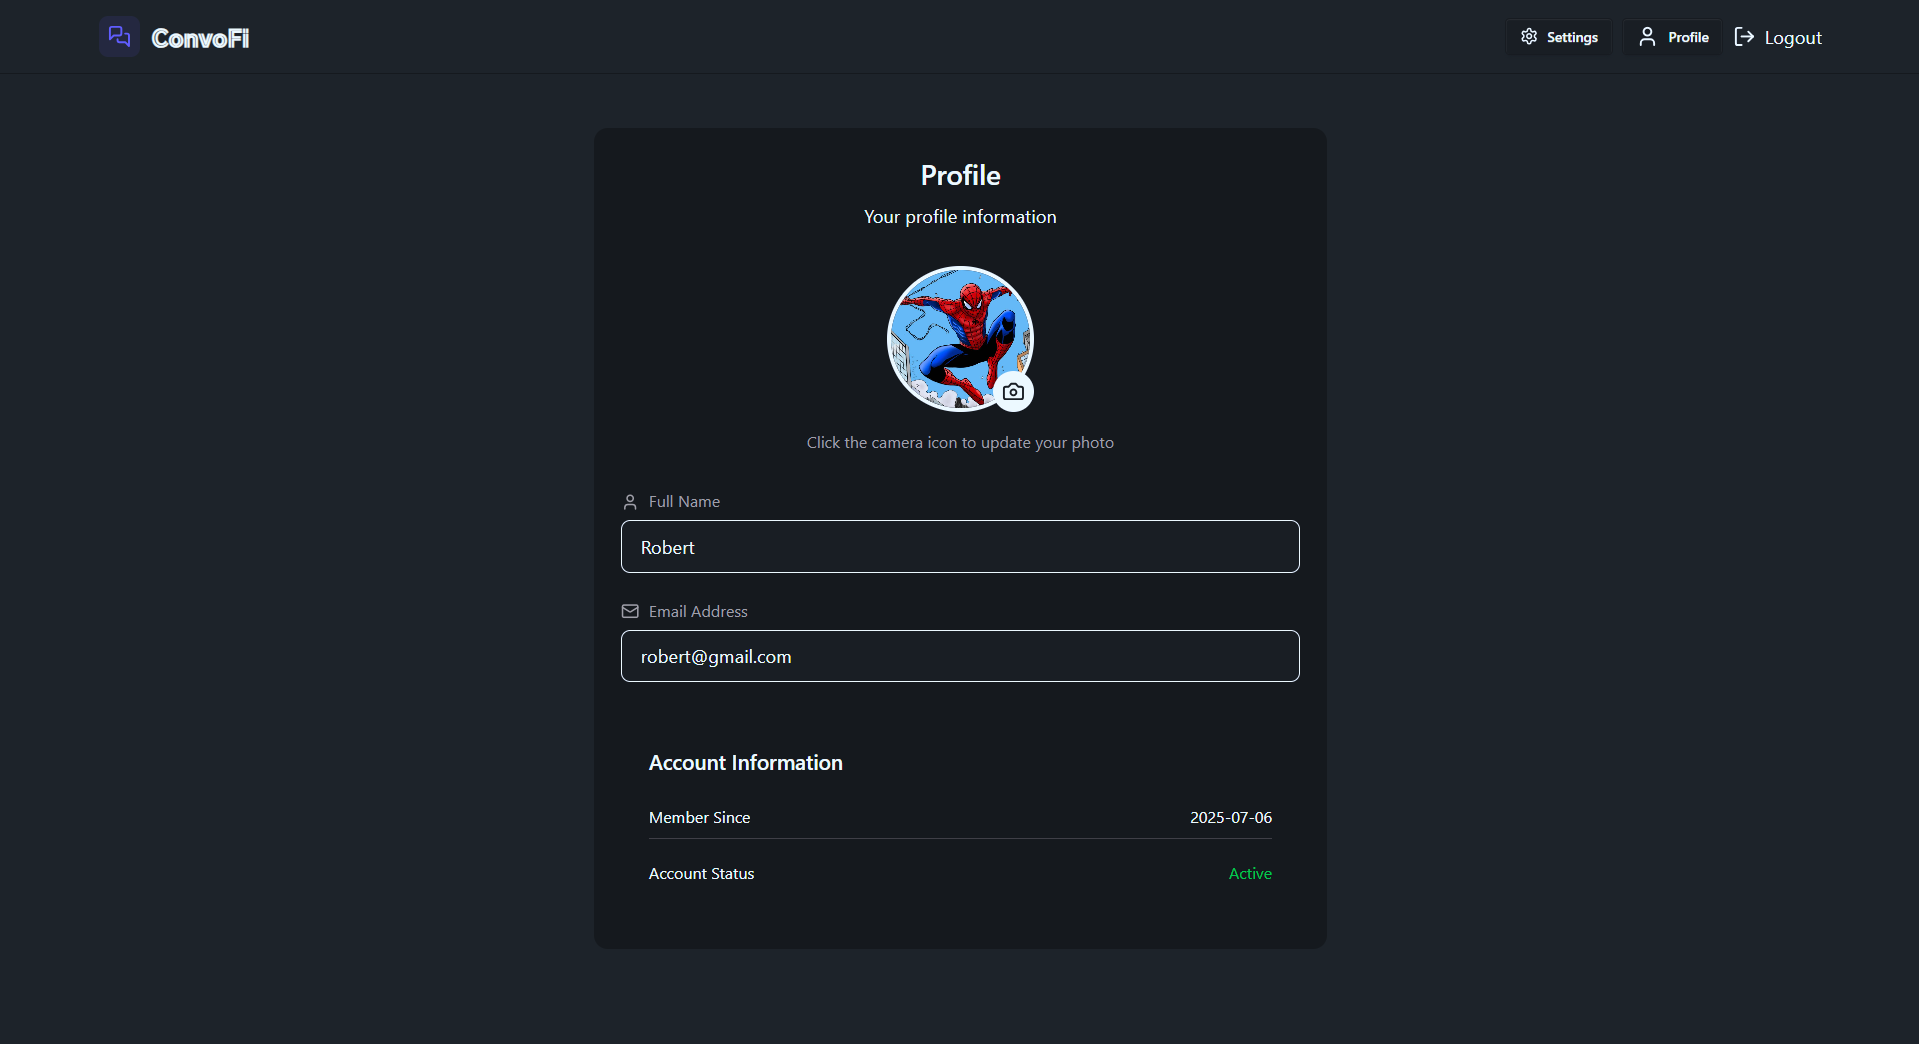 ConvoFi
Settings
Profile
Logout
Profile
Your profile information
Click the camera icon to update your photo
Full Name
Robert
Email Address
robert@gmail.com
Account Information
Member Since 2025-07-06
Account Status Active